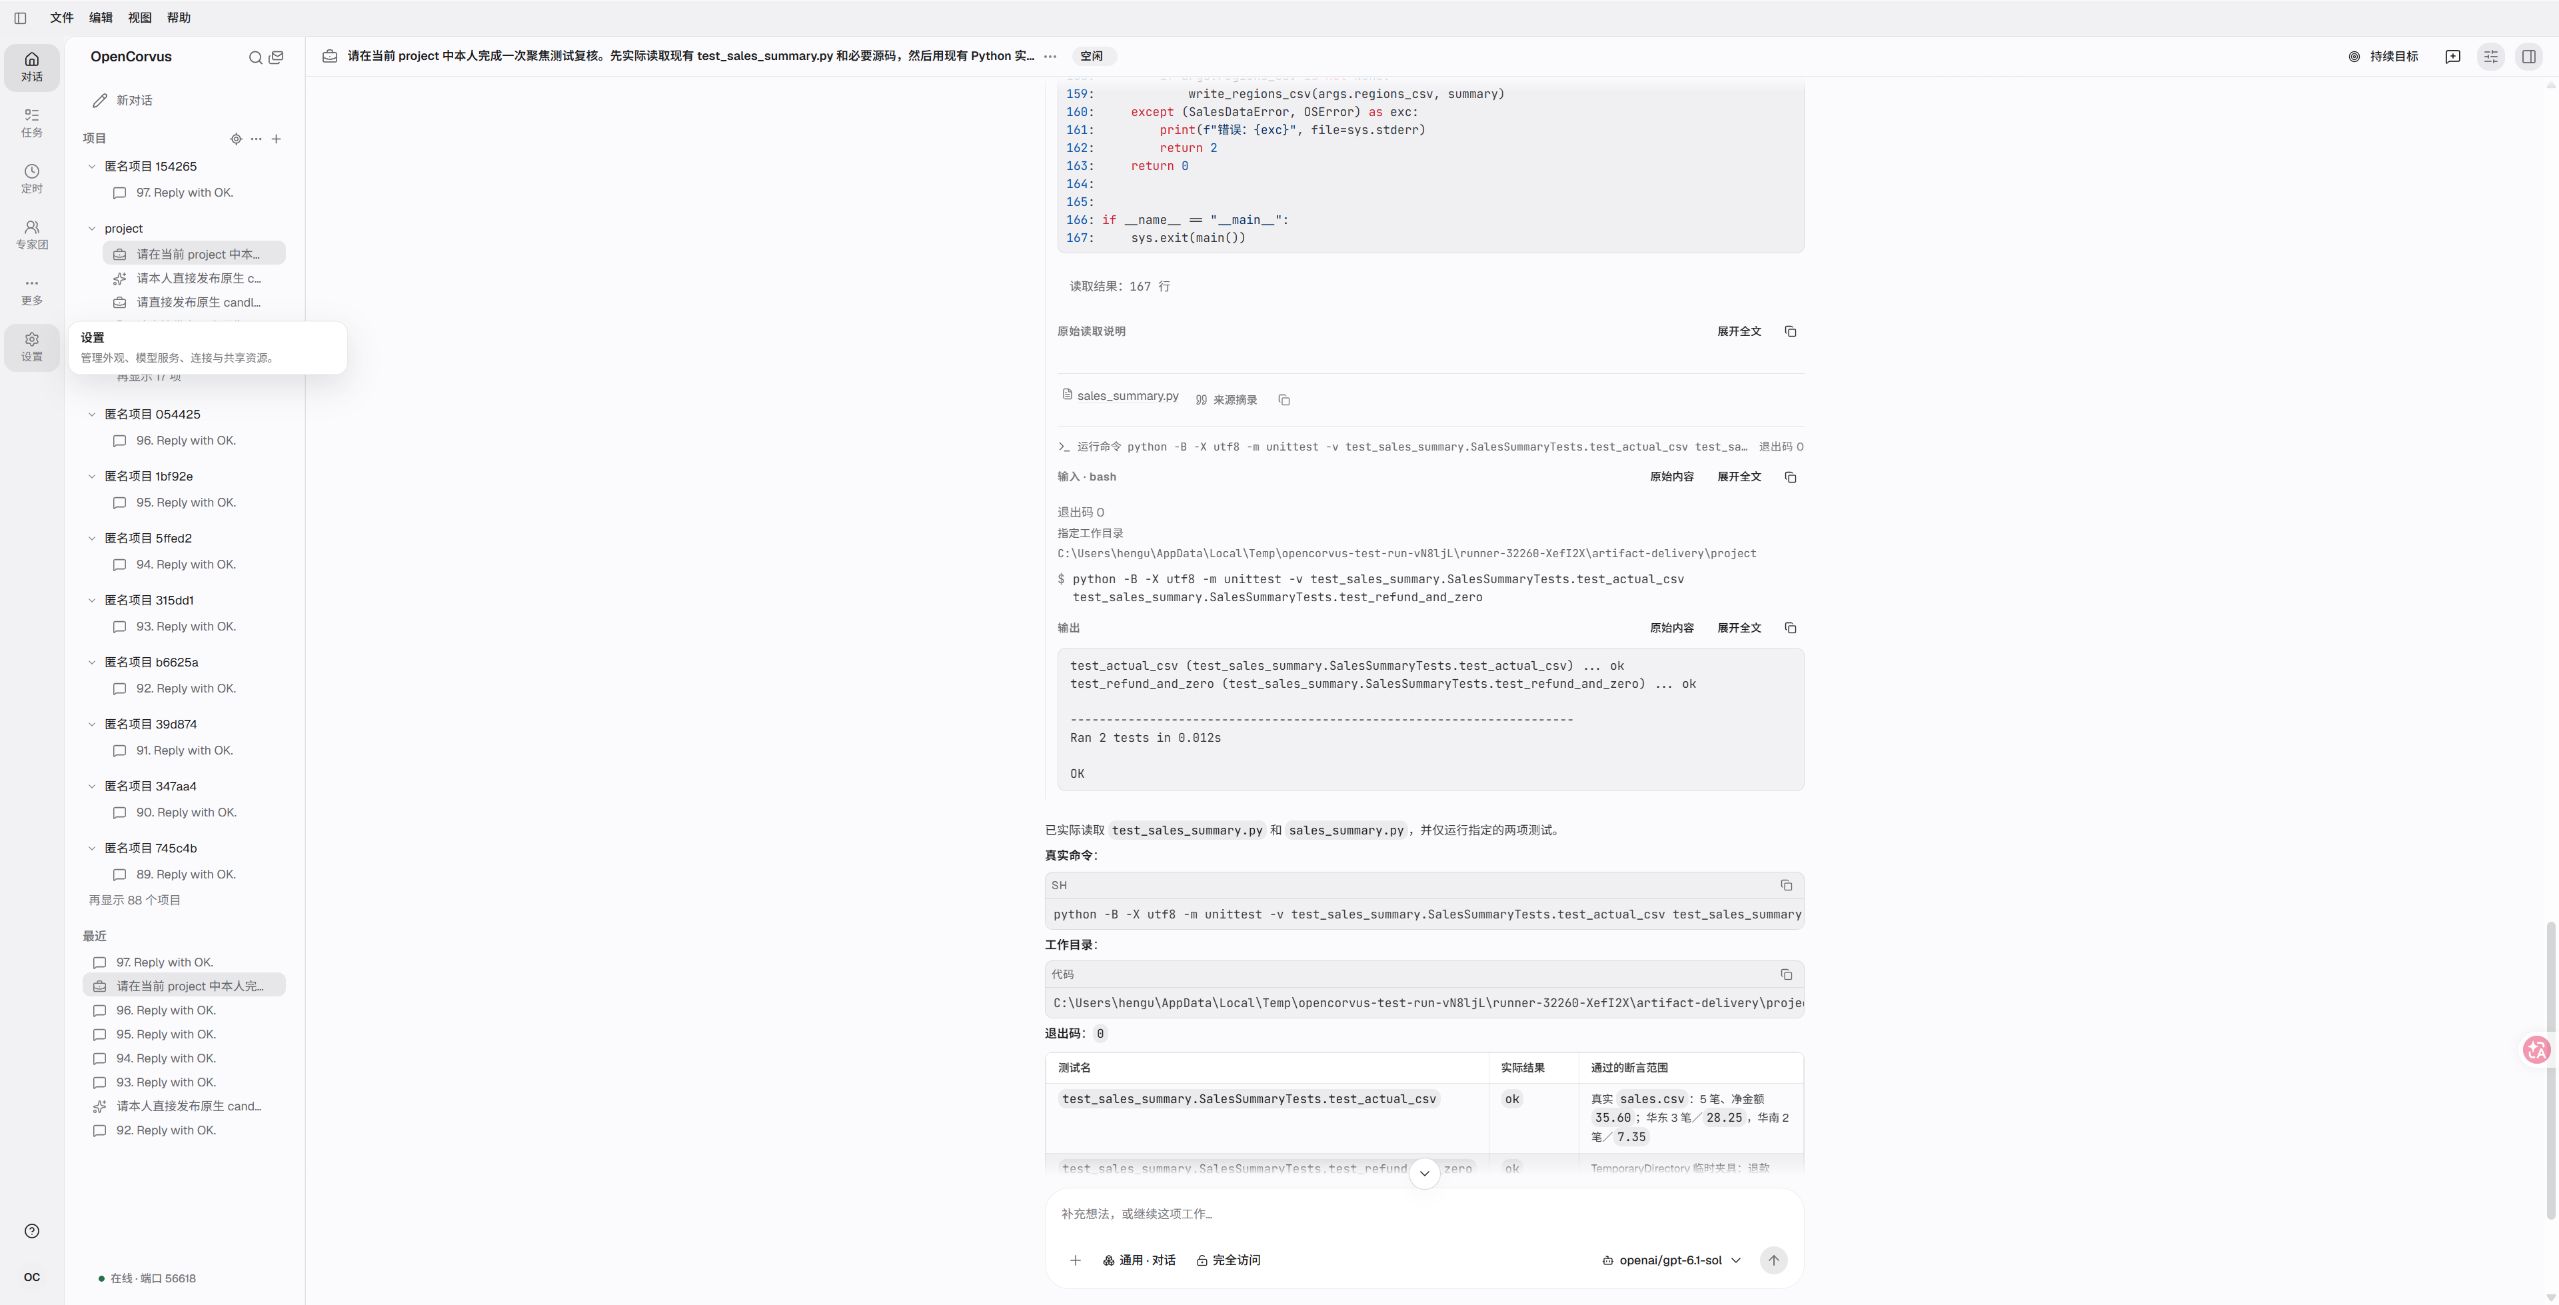 文件 编辑 视图 帮助
对话
任务
定时
专家团
更多
设置
OC
OpenCorvus
新对话
项目
匿名项目 154265
97. Reply with OK.
project
请在当前 project 中本...
请本人直接发布原生 c...
请直接发布原生 candl...
设置
管理外观、模型服务、连接与共享资源。
再显示 17 项
匿名项目 054425
96. Reply with OK.
匿名项目 1bf92e
95. Reply with OK.
匿名项目 5ffed2
94. Reply with OK.
匿名项目 315dd1
93. Reply with OK.
匿名项目 b6625a
92. Reply with OK.
匿名项目 39d874
91. Reply with OK.
匿名项目 347aa4
90. Reply with OK.
匿名项目 745c4b
89. Reply with OK.
再显示 88 个项目
最近
97. Reply with OK.
请在当前 project 中本人完...
96. Reply with OK.
95. Reply with OK.
94. Reply with OK.
93. Reply with OK.
请本人直接发布原生 cand...
92. Reply with OK.
在线 · 端口 56618
请在当前 project 中本人完成一次聚焦测试复核。先实际读取现有 test_sales_summary.py 和必要源码，然后用现有 Python 实... 空闲 持续目标
159: write_regions_csv(args.regions_csv, summary)
160: except (SalesDataError, OSError) as exc:
161: print(f"错误: {exc}", file=sys.stderr)
162: return 2
163: return 0
164:
165:
166: if __name__ == "__main__":
167: sys.exit(main())
读取结果: 167 行
原始读取说明 展开全文
sales_summary.py 来源摘录
运行命令 python -B -X utf8 -m unittest -v test_sales_summary.SalesSummaryTests.test_actual_csv test_sa... 退出码 0
输入 · bash 原始内容 展开全文
退出码 0
指定工作目录
C:\Users\hengu\AppData\Local\Temp\opencorvus-test-run-vN8ljL\runner-32260-XefI2X\artifact-delivery\project
$ python -B -X utf8 -m unittest -v test_sales_summary.SalesSummaryTests.test_actual_csv
test_sales_summary.SalesSummaryTests.test_refund_and_zero
输出 原始内容 展开全文
test_actual_csv (test_sales_summary.SalesSummaryTests.test_actual_csv) ... ok
test_refund_and_zero (test_sales_summary.SalesSummaryTests.test_refund_and_zero) ... ok
----------------------------------------------------------------------
Ran 2 tests in 0.012s
OK
已实际读取 test_sales_summary.py 和 sales_summary.py，并仅运行指定的两项测试。
真实命令：
SH
python -B -X utf8 -m unittest -v test_sales_summary.SalesSummaryTests.test_actual_csv test_sales_summary
工作目录：
代码
C:\Users\hengu\AppData\Local\Temp\opencorvus-test-run-vN8ljL\runner-32260-XefI2X\artifact-delivery\projec
退出码： 0
测试名 实际结果 通过的断言范围
test_sales_summary.SalesSummaryTests.test_actual_csv ok 真实 sales.csv：5 笔、净金额
35.60；华东 3 笔／28.25，华南 2
笔／7.35
test_sales_summary.SalesSummaryTests.test_refund zero ok TemporaryDirectory 临时夹具：退款
补充想法，或继续这项工作...
通用 · 对话 完全访问 openai/gpt-6.1-sol